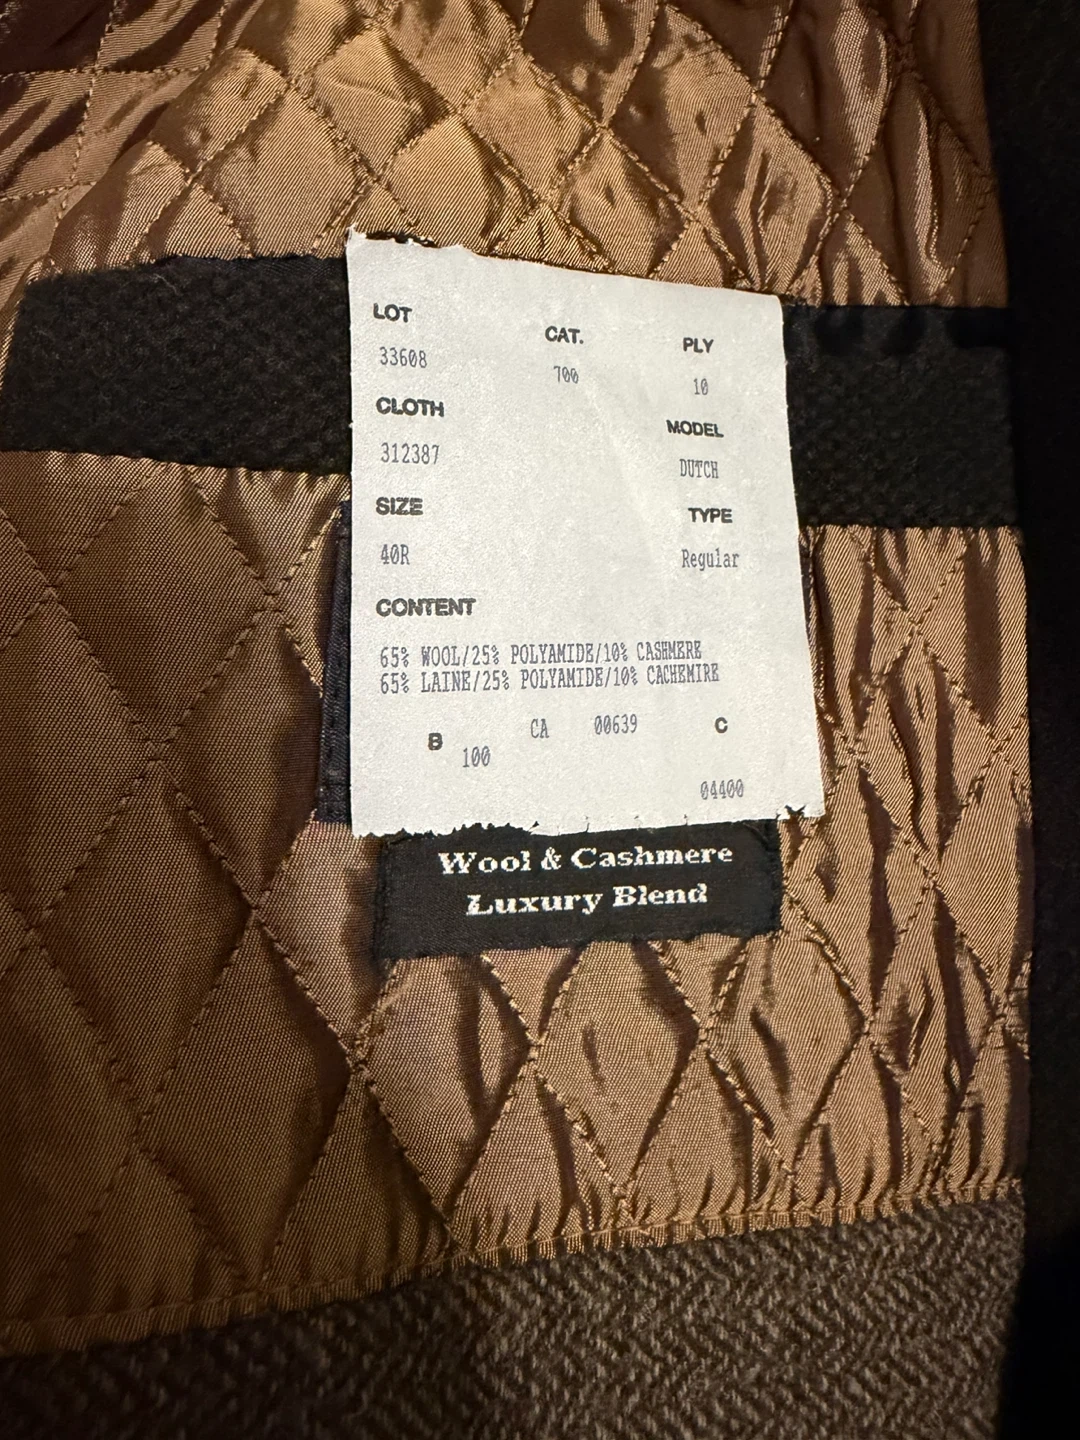 LOT CAT. PLY
33608 700 10
CLOTH MODEL
312387 DUTCH
SIZE TYPE
40R Regular
CONTENT
65% WOOL/25% POLYAMIDE/10% CASHMERE
65% LAINE/25% POLYAMIDE/10% CACHEMIRE
B CA 00639 C
100 04400
Wool & Cashmere
Luxury Blend